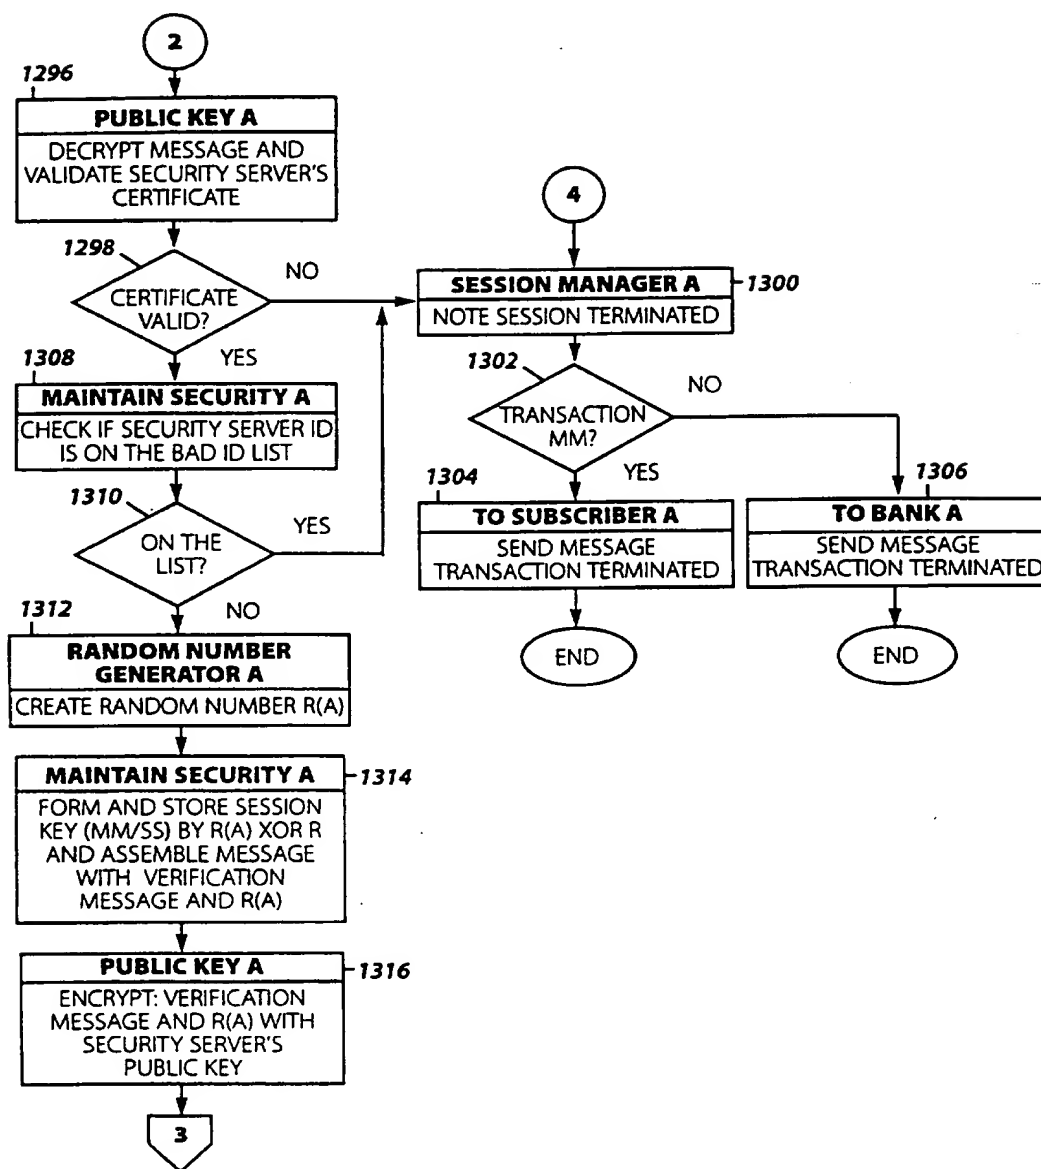 2
1296
PUBLIC KEY A
DECRYPT MESSAGE AND
VALIDATE SECURITY SERVER'S
CERTIFICATE
1298
CERTIFICATE
VALID?
NO
YES
1308
MAINTAIN SECURITY A
CHECK IF SECURITY SERVER ID
IS ON THE BAD ID LIST
1310
ON THE
LIST?
YES
NO
1312
RANDOM NUMBER
GENERATOR A
CREATE RANDOM NUMBER R(A)
MAINTAIN SECURITY A
1314
FORM AND STORE SESSION
KEY (MM/SS) BY R(A) XOR R
AND ASSEMBLE MESSAGE
WITH VERIFICATION
MESSAGE AND R(A)
PUBLIC KEY A
1316
ENCRYPT: VERIFICATION
MESSAGE AND R(A) WITH
SECURITY SERVER'S
PUBLIC KEY
3
4
SESSION MANAGER A
1300
NOTE SESSION TERMINATED
1302
TRANSACTION
MM?
NO
YES
1304
TO SUBSCRIBER A
SEND MESSAGE
TRANSACTION TERMINATED
END
1306
TO BANK A
SEND MESSAGE
TRANSACTION TERMINATED
END